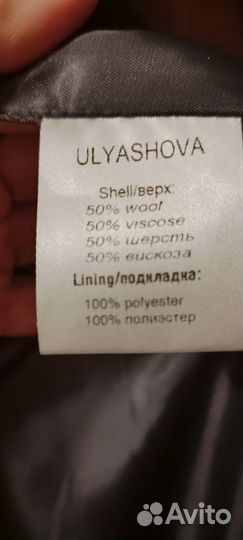 ULYASHOVA
Shell/верх:
50% wool
50% viscose
50% шерсть
50% вискоза
Lining/подкладка:
100% polyester
100% полиэстер
Avito